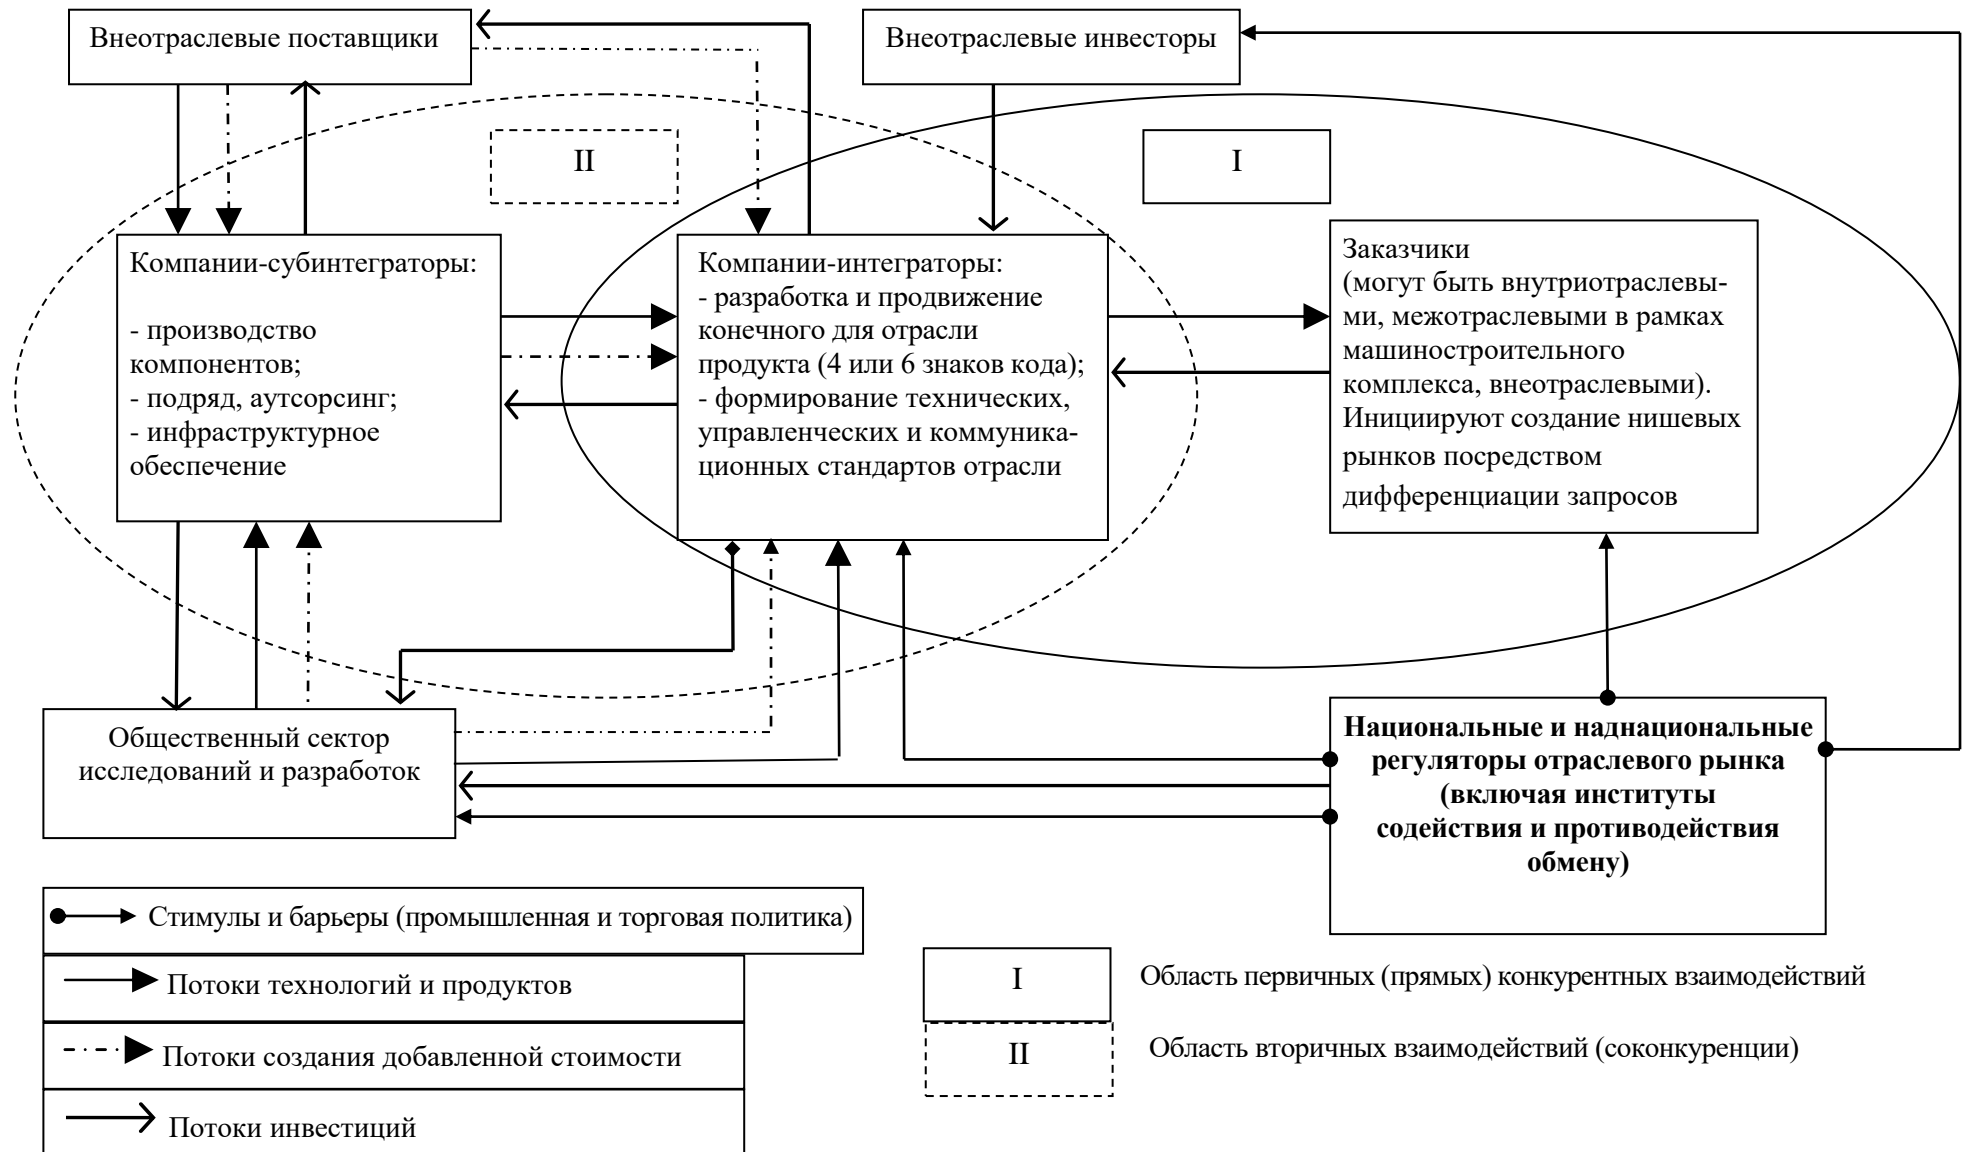 Внеотраслевые поставщики
Внеотраслевые инвесторы
II
I
Компании-субинтеграторы:
- производство
компонентов;
- подряд, аутсорсинг;
- инфраструктурное
обеспечение
Компании-интеграторы:
- разработка и продвижение
конечного для отрасли
продукта (4 или 6 знаков кода);
- формирование технических,
управленческих и коммуника-
ционных стандартов отрасли
Заказчики
(могут быть внутриотраслевы-
ми, межотраслевыми в рамках
машиностроительного
комплекса, внеотраслевыми).
Инициируют создание нишевых
рынков посредством
дифференциации запросов
Общественный сектор
исследований и разработок
Национальные и наднациональные
регуляторы отраслевого рынка
(включая институты
содействия и противодействия
обмену)
Стимулы и барьеры (промышленная и торговая политика)
Потоки технологий и продуктов
Потоки создания добавленной стоимости
Потоки инвестиций
I
Область первичных (прямых) конкурентных взаимодействий
II
Область вторичных взаимодействий (соконкуренции)